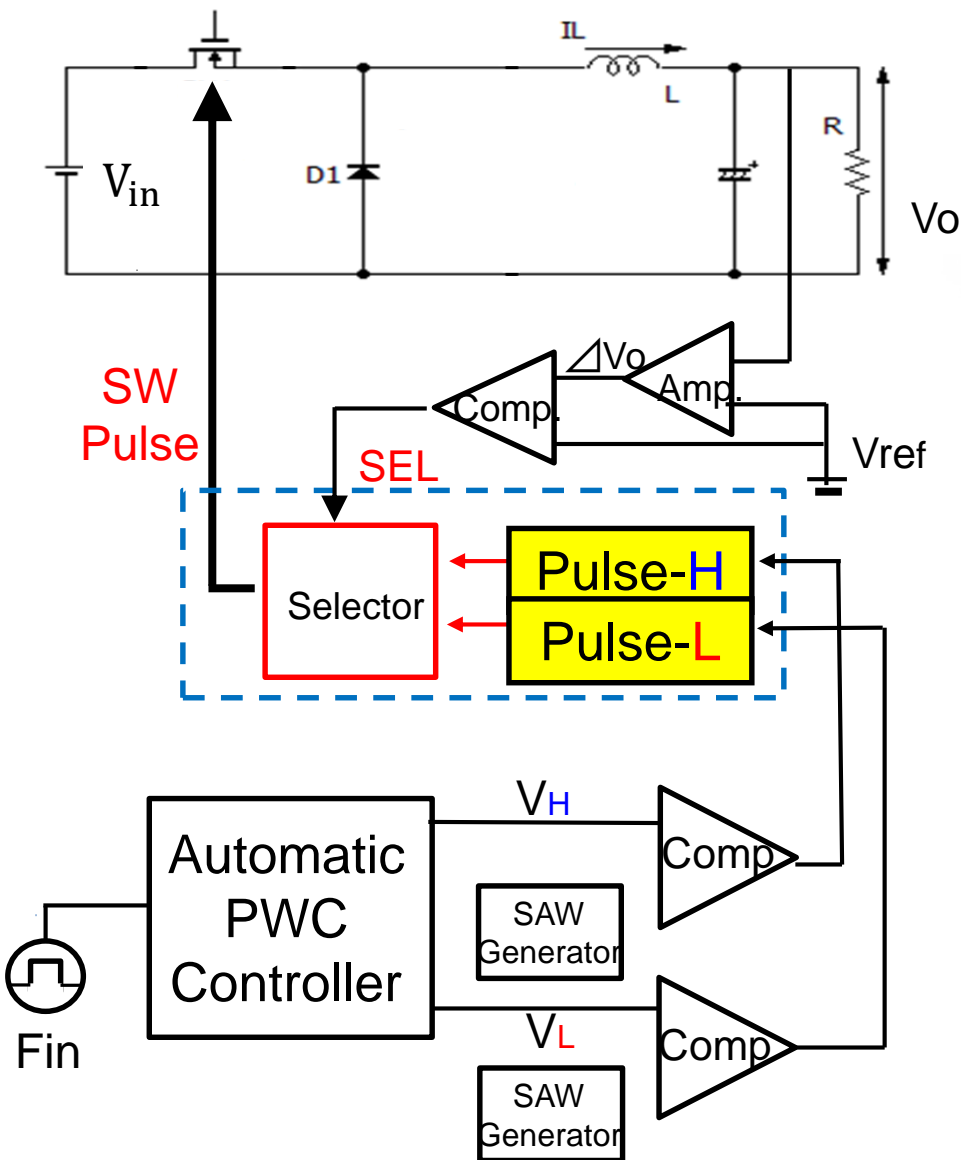 IL
L
R
D1
Vin
Vo
⊿Vo
Amp.
Comp.
SW
Pulse
SEL
Vref
Selector
Pulse-H
Pulse-L
VH
Comp
Automatic
PWC
Controller
SAW
Generator
Fin
VL
Comp
SAW
Generator